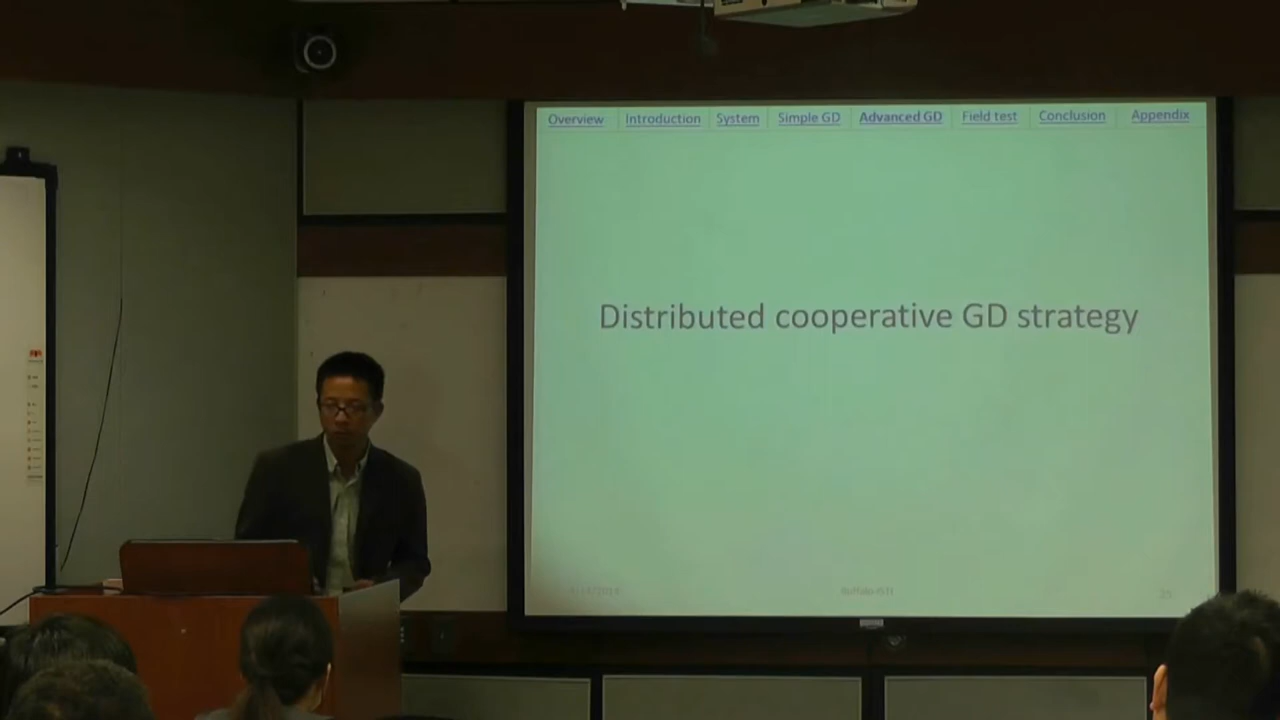 Overview Introduction System Simple GD Advanced GD Field test Conclusion Appendix
Distributed cooperative GD strategy